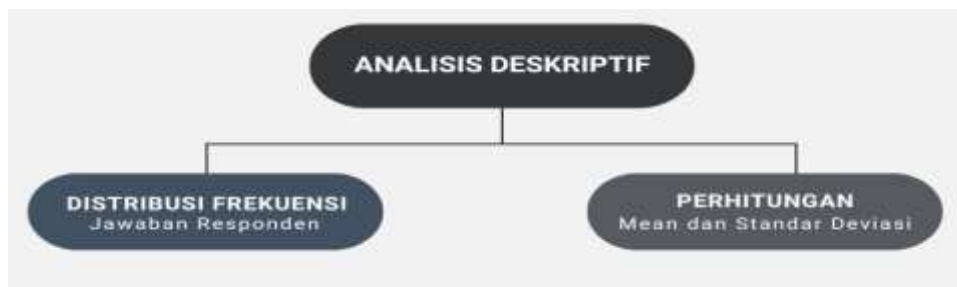 ANALISIS DESKRIPTIF
DISTRIBUSI FREKUENSI
Jawaban Responden
PERHITUNGAN
Mean dan Standar Deviasi